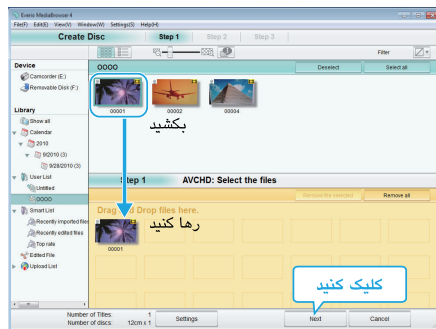 Everio MediaBrowser 4
File(F) Edit(E) View(V) Window(W) Settings(S) Help(H)
Create Disc
Step 1 Step 2 Step 3
Filter
Device
Camcorder (E:)
Removable Disk (F:)
Library
Show all
Calendar
2010
9/2010 (3)
9/28/2010 (3)
User List
Untitled
OOOO
Smart List
Recently imported files
Recently edited files
Top rate
Edited File
Upload List
OOOO
Deselect
Select all
00001
00002
00004
بکشید
Step 1 AVCHD: Select the files
Remove the selected
Remove all
Drag and Drop files here.
رها کنید
00001
کلیک کنید
Number of Titles: 1
Number of discs: 12cm x 1
Settings
Next
Cancel